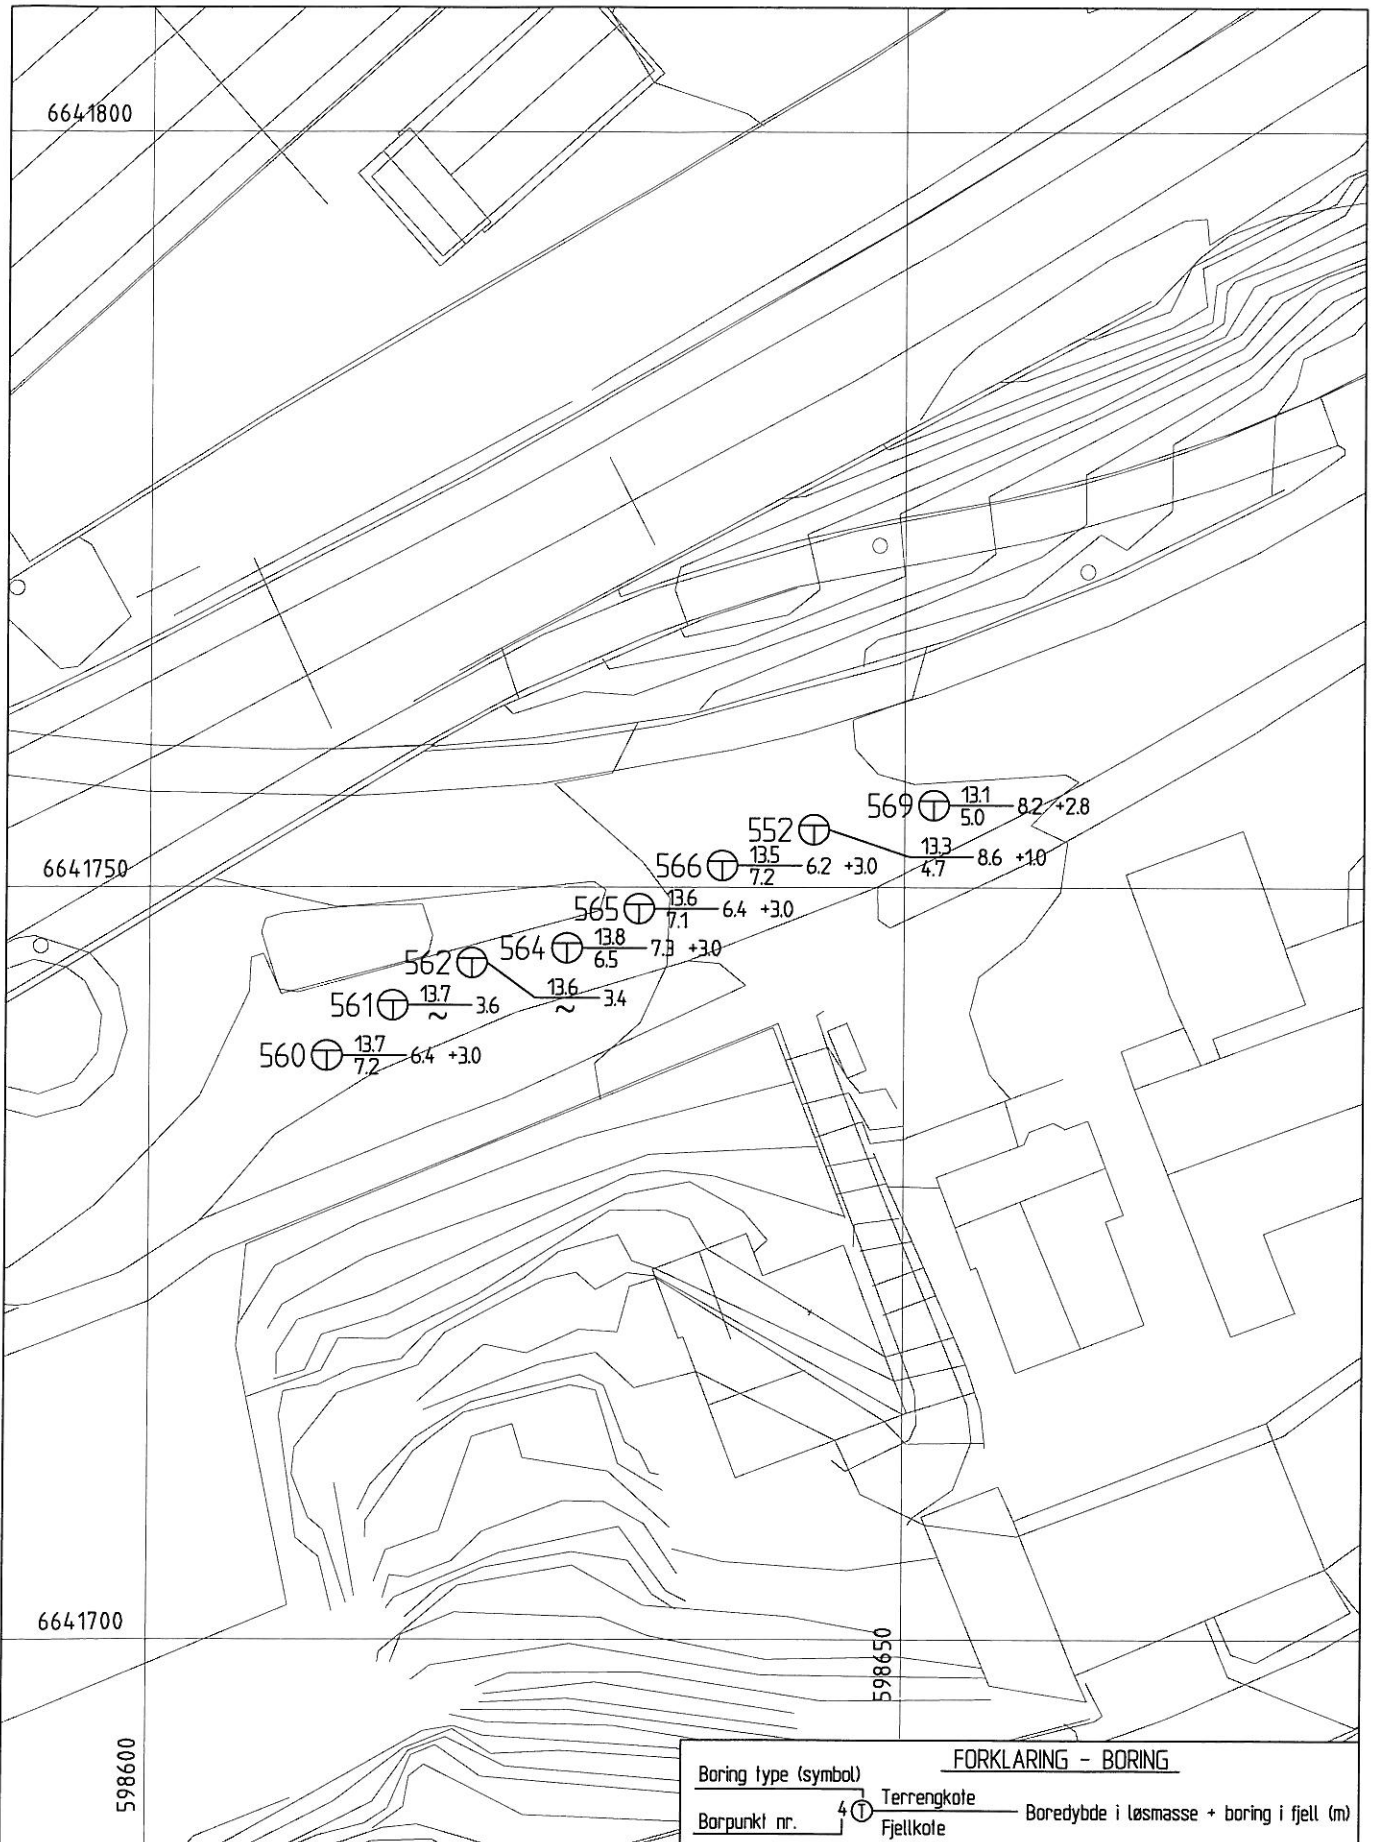 6641800
569 13.1 8.2 +2.8
5.0
552
13.3 8.6 +1.0
4.7
566 13.5 6.2 +3.0
7.2
6641750
565 13.6 6.4 +3.0
7.1
564 13.8 7.3 +3.0
6.5
562
13.6 3.4
~
561 13.7 3.6
~
560 13.7 6.4 +3.0
7.2
6641700
598650
598600
FORKLARING - BORING
Boring type (symbol)
Borpunkt nr.
4 T
Terrengkote
Fjellkote
Boredybde i løsmasse + boring i fjell (m)